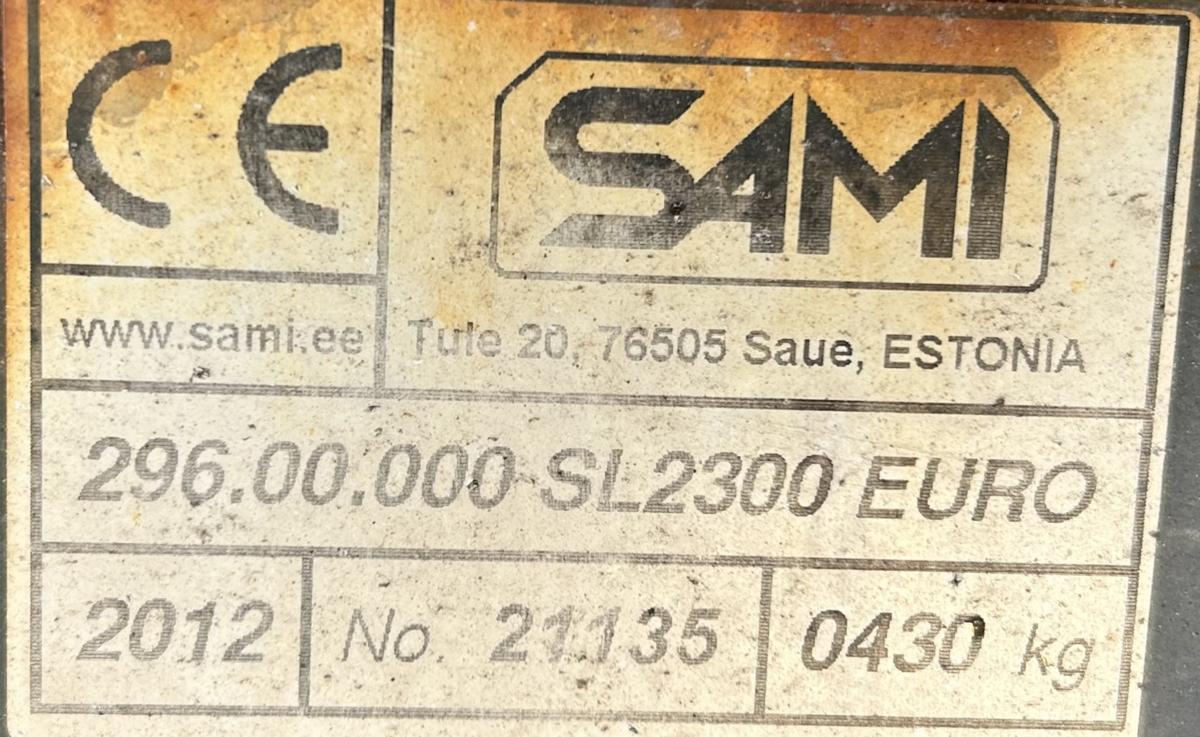 CE
SAMI
www.sami.ee
Tule 20, 76505 Saue, ESTONIA
296.00.000 SL2300 EURO
2012
No. 21135
0430 kg